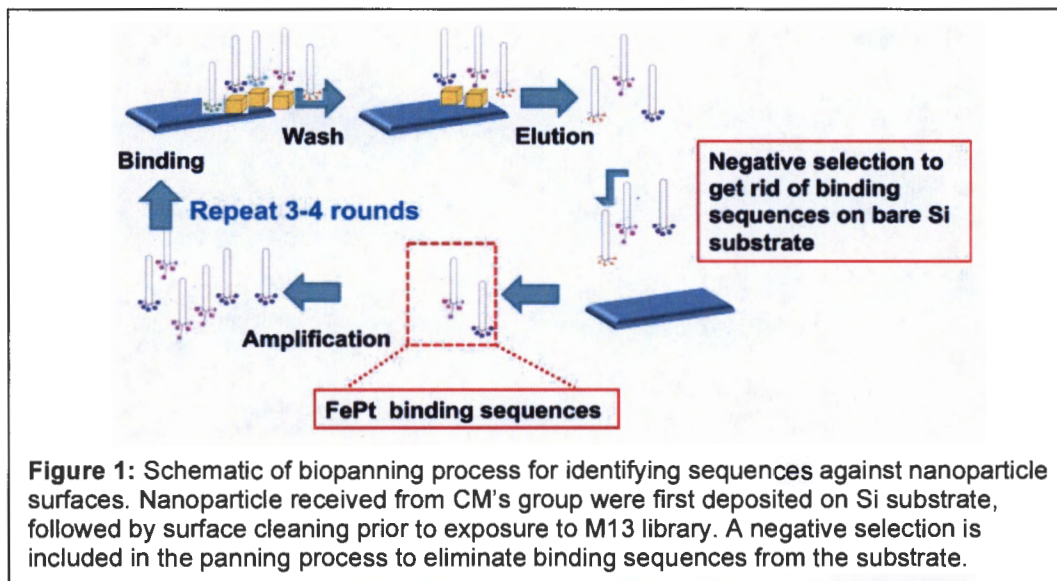 Wash
Elution
Binding
Negative selection to
get rid of binding
sequences on bare Si
substrate
Repeat 3-4 rounds
Amplification
FePt binding sequences
Figure 1: Schematic of biopanning process for identifying sequences against nanoparticle
surfaces. Nanoparticle received from CM's group were first deposited on Si substrate,
followed by surface cleaning prior to exposure to M13 library. A negative selection is
included in the panning process to eliminate binding sequences from the substrate.